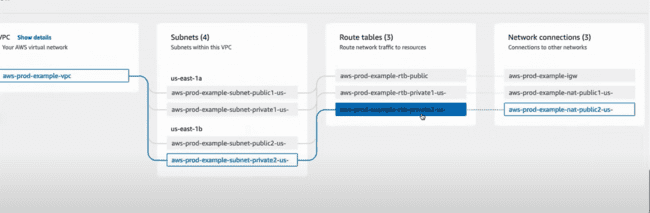 VPC Show details
Your AWS virtual network
aws-prod-example-vpc
Subnets (4)
Subnets within this VPC
us-east-1a
aws-prod-example-subnet-public1-us-
aws-prod-example-subnet-private1-us-
us-east-1b
aws-prod-example-subnet-public2-us-
aws-prod-example-subnet-private2-us-
Route tables (3)
Route network traffic to resources
aws-prod-example-rtb-public
aws-prod-example-rtb-private1-us-
aws-prod-example-rtb-private2-us-
Network connections (3)
Connections to other networks
aws-prod-example-igw
aws-prod-example-nat-public1-us-
aws-prod-example-nat-public2-us-